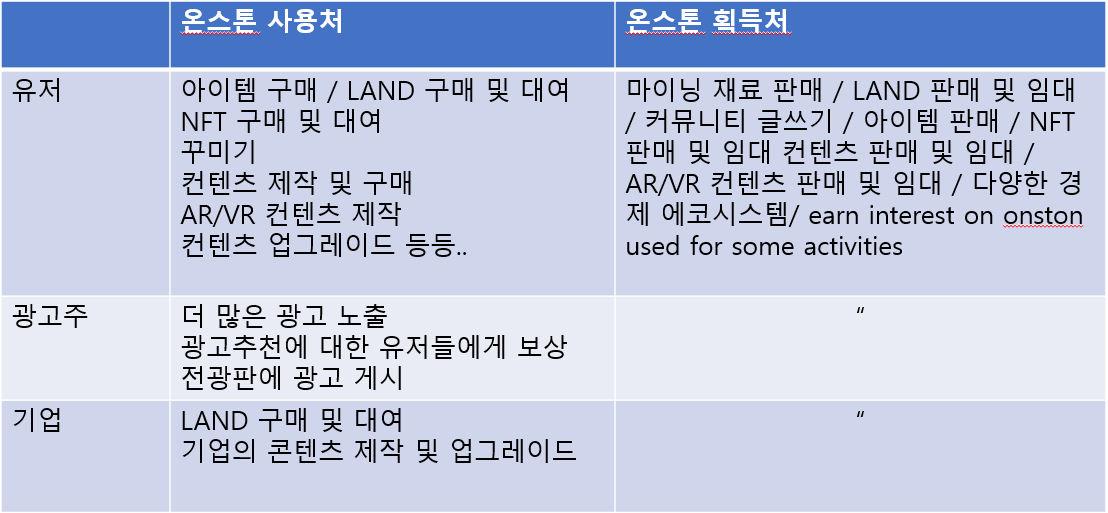 온스톤 사용처
온스톤 획득처
유저
아이템 구매 / LAND 구매 및 대여
NFT 구매 및 대여
꾸미기
컨텐츠 제작 및 구매
AR/VR 컨텐츠 제작
컨텐츠 업그레이드 등등..
마이닝 재료 판매 / LAND 판매 및 임대
/ 커뮤니티 글쓰기 / 아이템 판매 / NFT
판매 및 임대 컨텐츠 판매 및 임대 /
AR/VR 컨텐츠 판매 및 임대 / 다양한 경
제 에코시스템/ earn interest on onston
used for some activities
광고주
더 많은 광고 노출
광고추천에 대한 유저들에게 보상
전광판에 광고 게시
“
기업
LAND 구매 및 대여
기업의 콘텐츠 제작 및 업그레이드
“